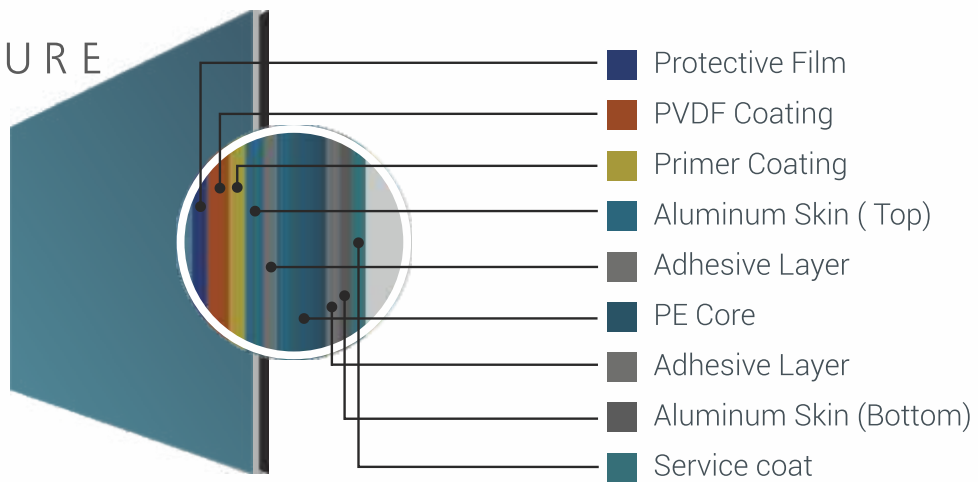 URE
Protective Film
PVDF Coating
Primer Coating
Aluminum Skin ( Top)
Adhesive Layer
PE Core
Adhesive Layer
Aluminum Skin (Bottom)
Service coat